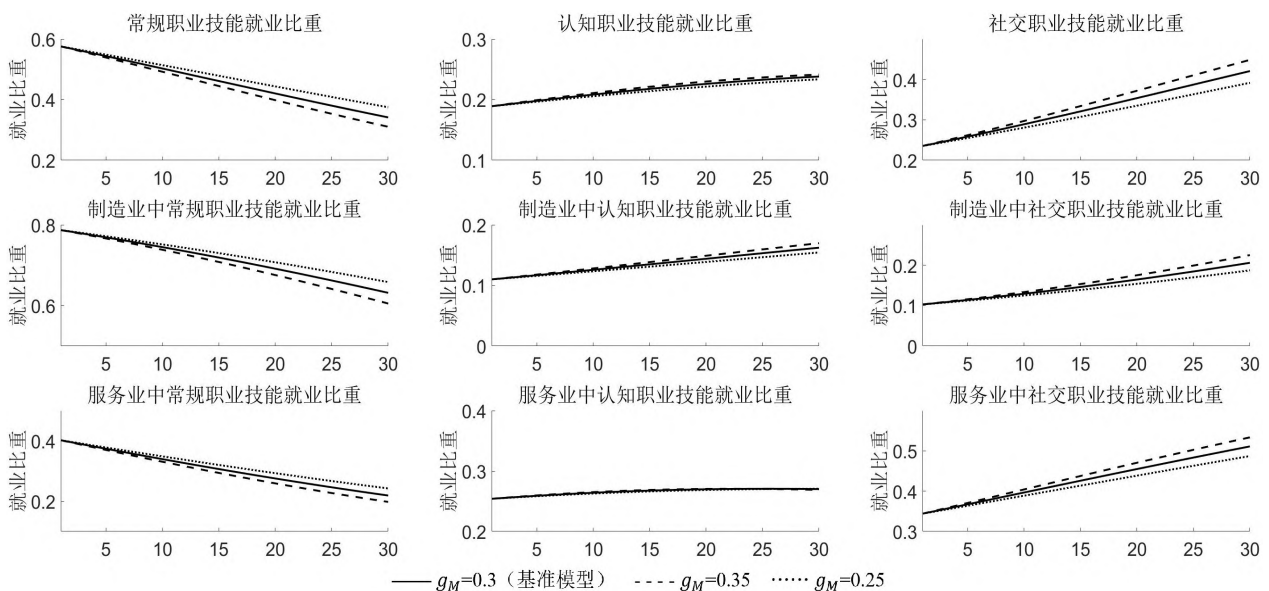 常规职业技能就业比重 认知职业技能就业比重 社交职业技能就业比重
0.6 0.3
0.4
就业比重 0.4 就业比重 0.2 就业比重 0.3
0.2 0.1 0.2
5 10 15 20 25 30 5 10 15 20 25 30 5 10 15 20 25 30
制造业中常规职业技能就业比重 制造业中认知职业技能就业比重 制造业中社交职业技能就业比重
0.8 0.2
0.2
就业比重 0.6 就业比重 0.1 就业比重 0.1
0 0
5 10 15 20 25 30 5 10 15 20 25 30 5 10 15 20 25 30
服务业中常规职业技能就业比重 服务业中认知职业技能就业比重 服务业中社交职业技能就业比重
0.4
0.4 0.5
就业比重 0.2 就业比重 0.3 就业比重 0.4
0.2 0.3
5 10 15 20 25 30 5 10 15 20 25 30 5 10 15 20 25 30
gM=0.3（基准模型） gM=0.35 gM=0.25